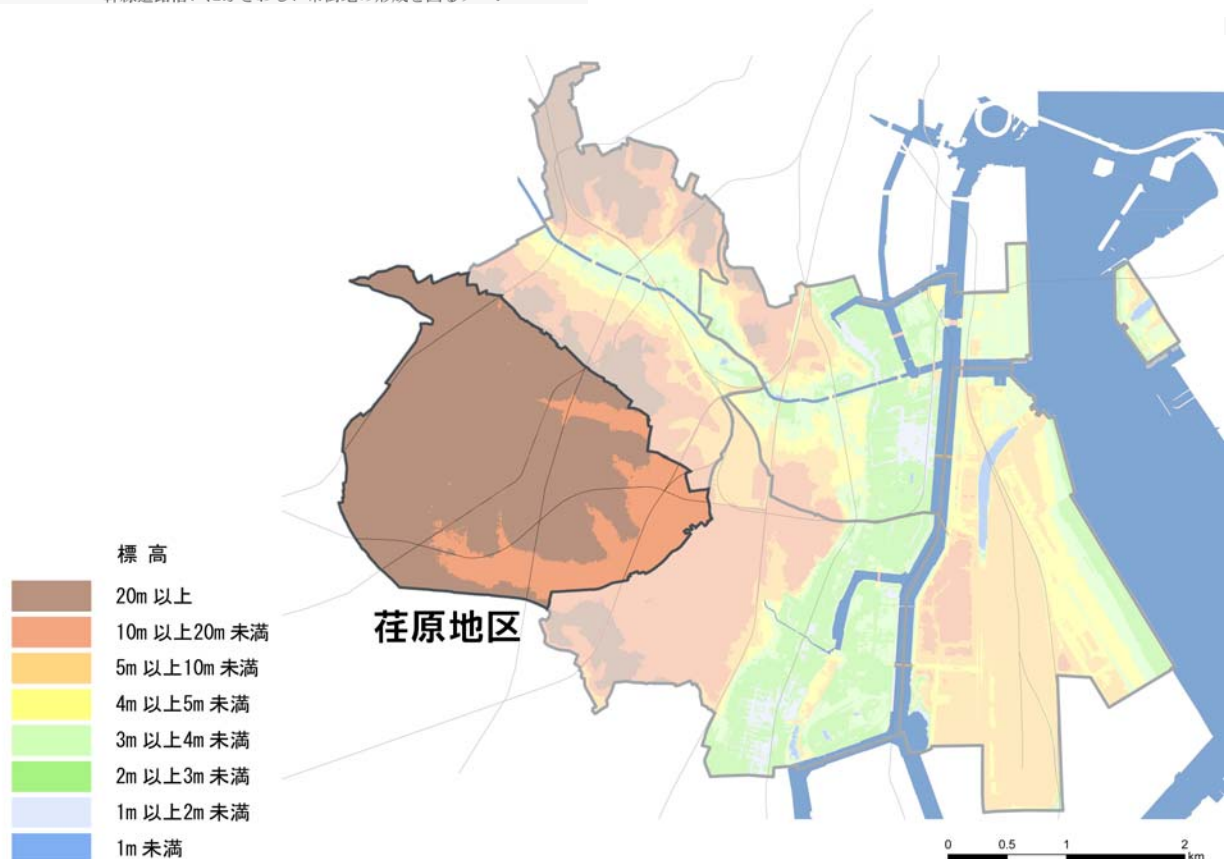 荏原地区
標 高
20m 以上
10m 以上20m 未満
5m 以上10m 未満
4m 以上5m 未満
3m 以上4m 未満
2m 以上3m 未満
1m 以上2m 未満
1m 未満
0 0.5 1 2
km